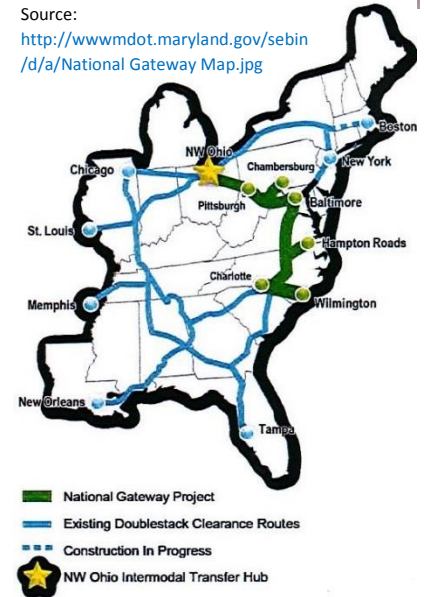 Source:
http://wwwmdot.maryland.gov/sebin
/d/a/National Gateway Map.jpg
Boston
NW Ohio
New York
Chicago
Chambersburg
Pittsburgh
Baltimore
St. Louis
Hampton Roads
Charlotte
Memphis
Wilmington
New Orleans
Tampa
National Gateway Project
Existing Doublestack Clearance Routes
Construction In Progress
NW Ohio Intermodal Transfer Hub